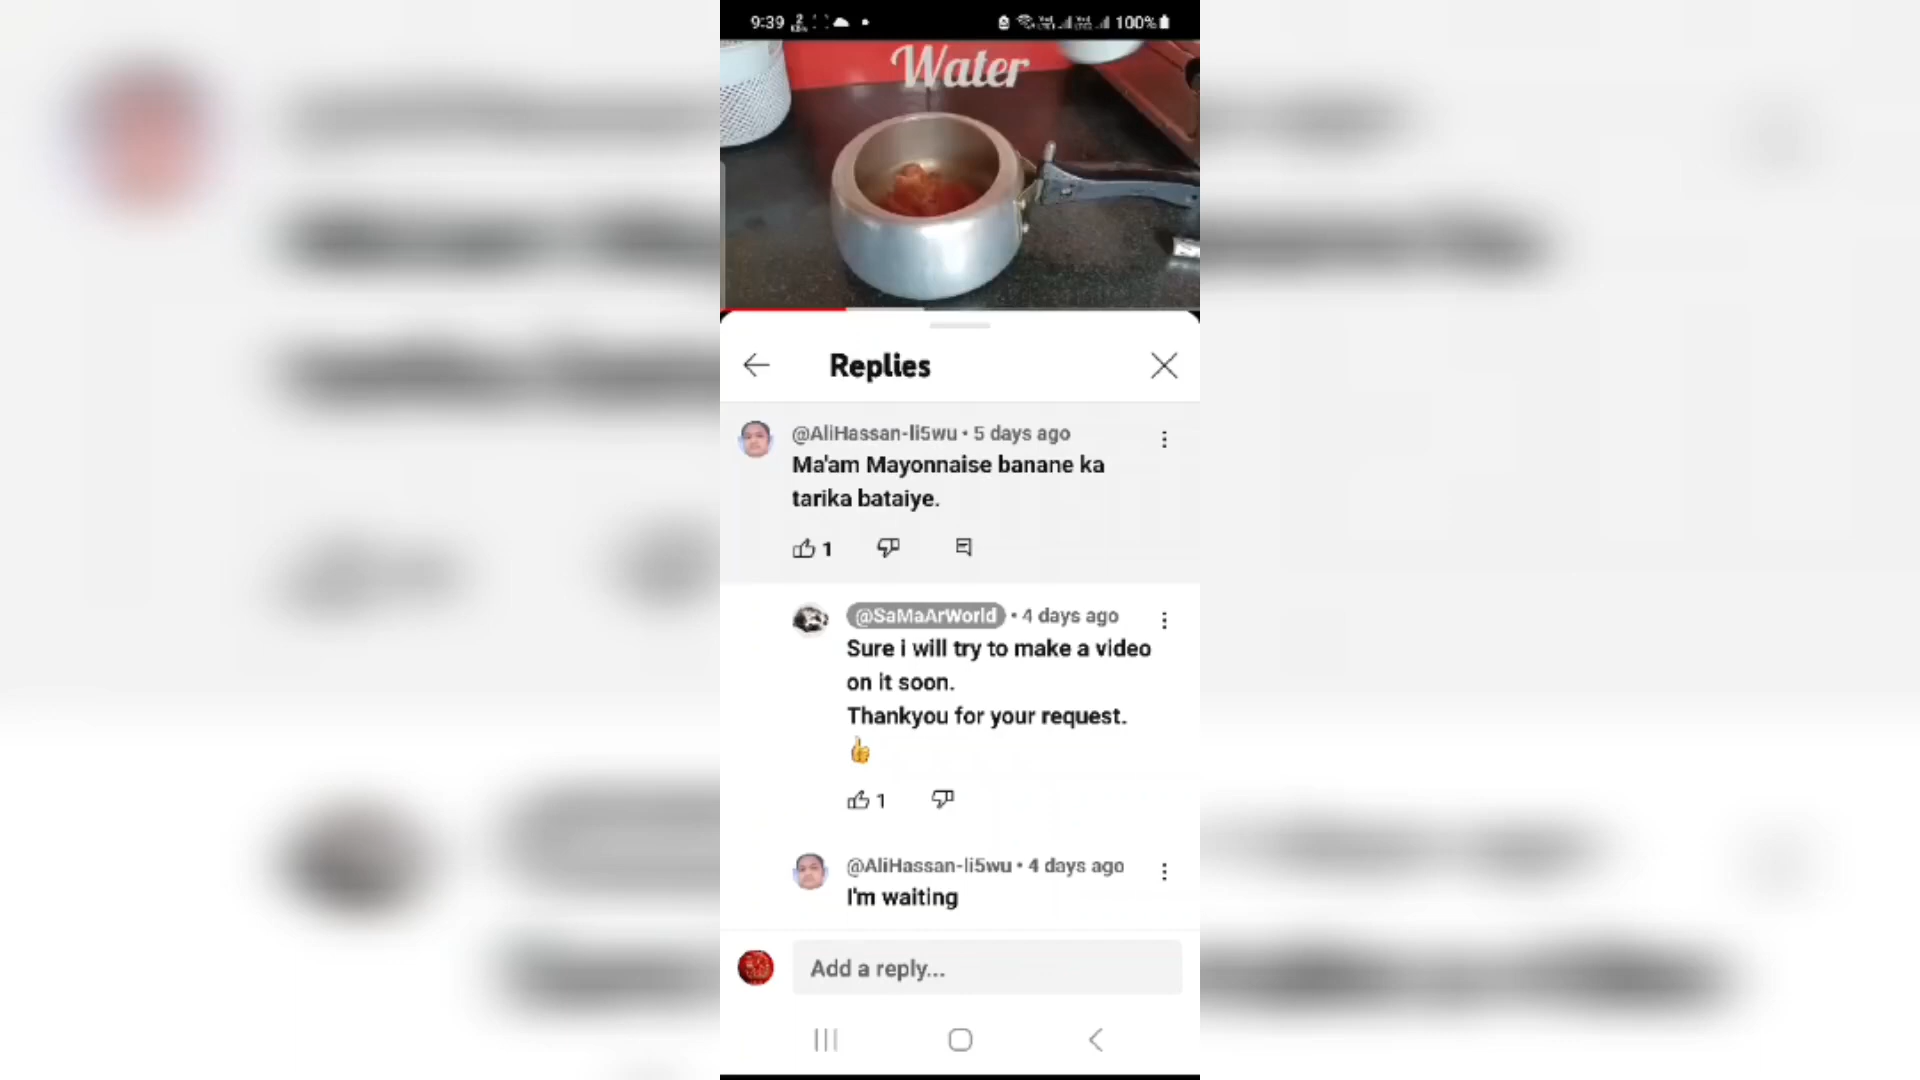 9:39 100%
Water
Replies
@AliHassan-li5wu • 5 days ago
Ma'am Mayonnaise banane ka
tarika bataiye.
1
@SaMaArWorld • 4 days ago
Sure i will try to make a video
on it soon.
Thankyou for your request.
👍
1
@AliHassan-li5wu • 4 days ago
I'm waiting
Add a reply...